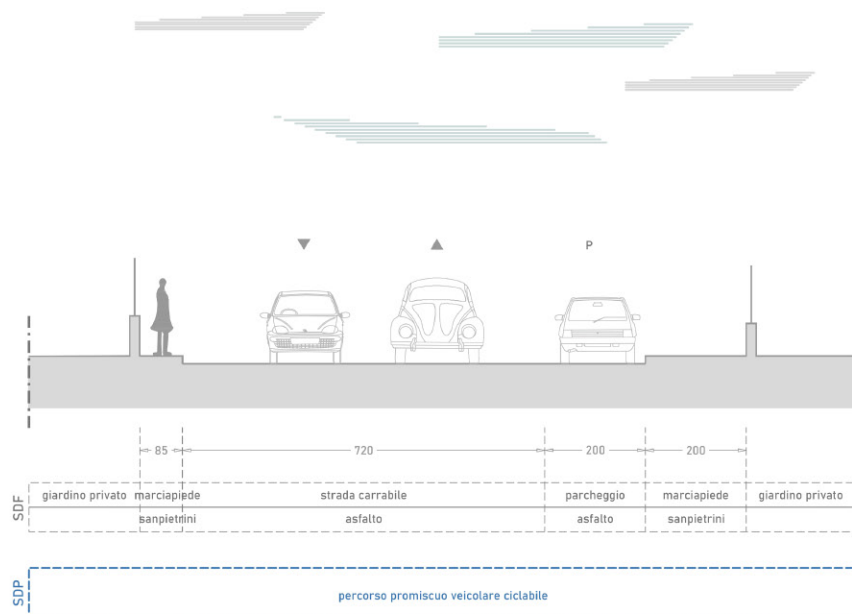 P
85
720
200
200
SDF
giardino privato
marciapiede
strada carrabile
parcheggio
marciapiede
giardino privato
sanpietrini
asfalto
asfalto
sanpietrini
SDP
percorso promiscuo veicolare ciclabile